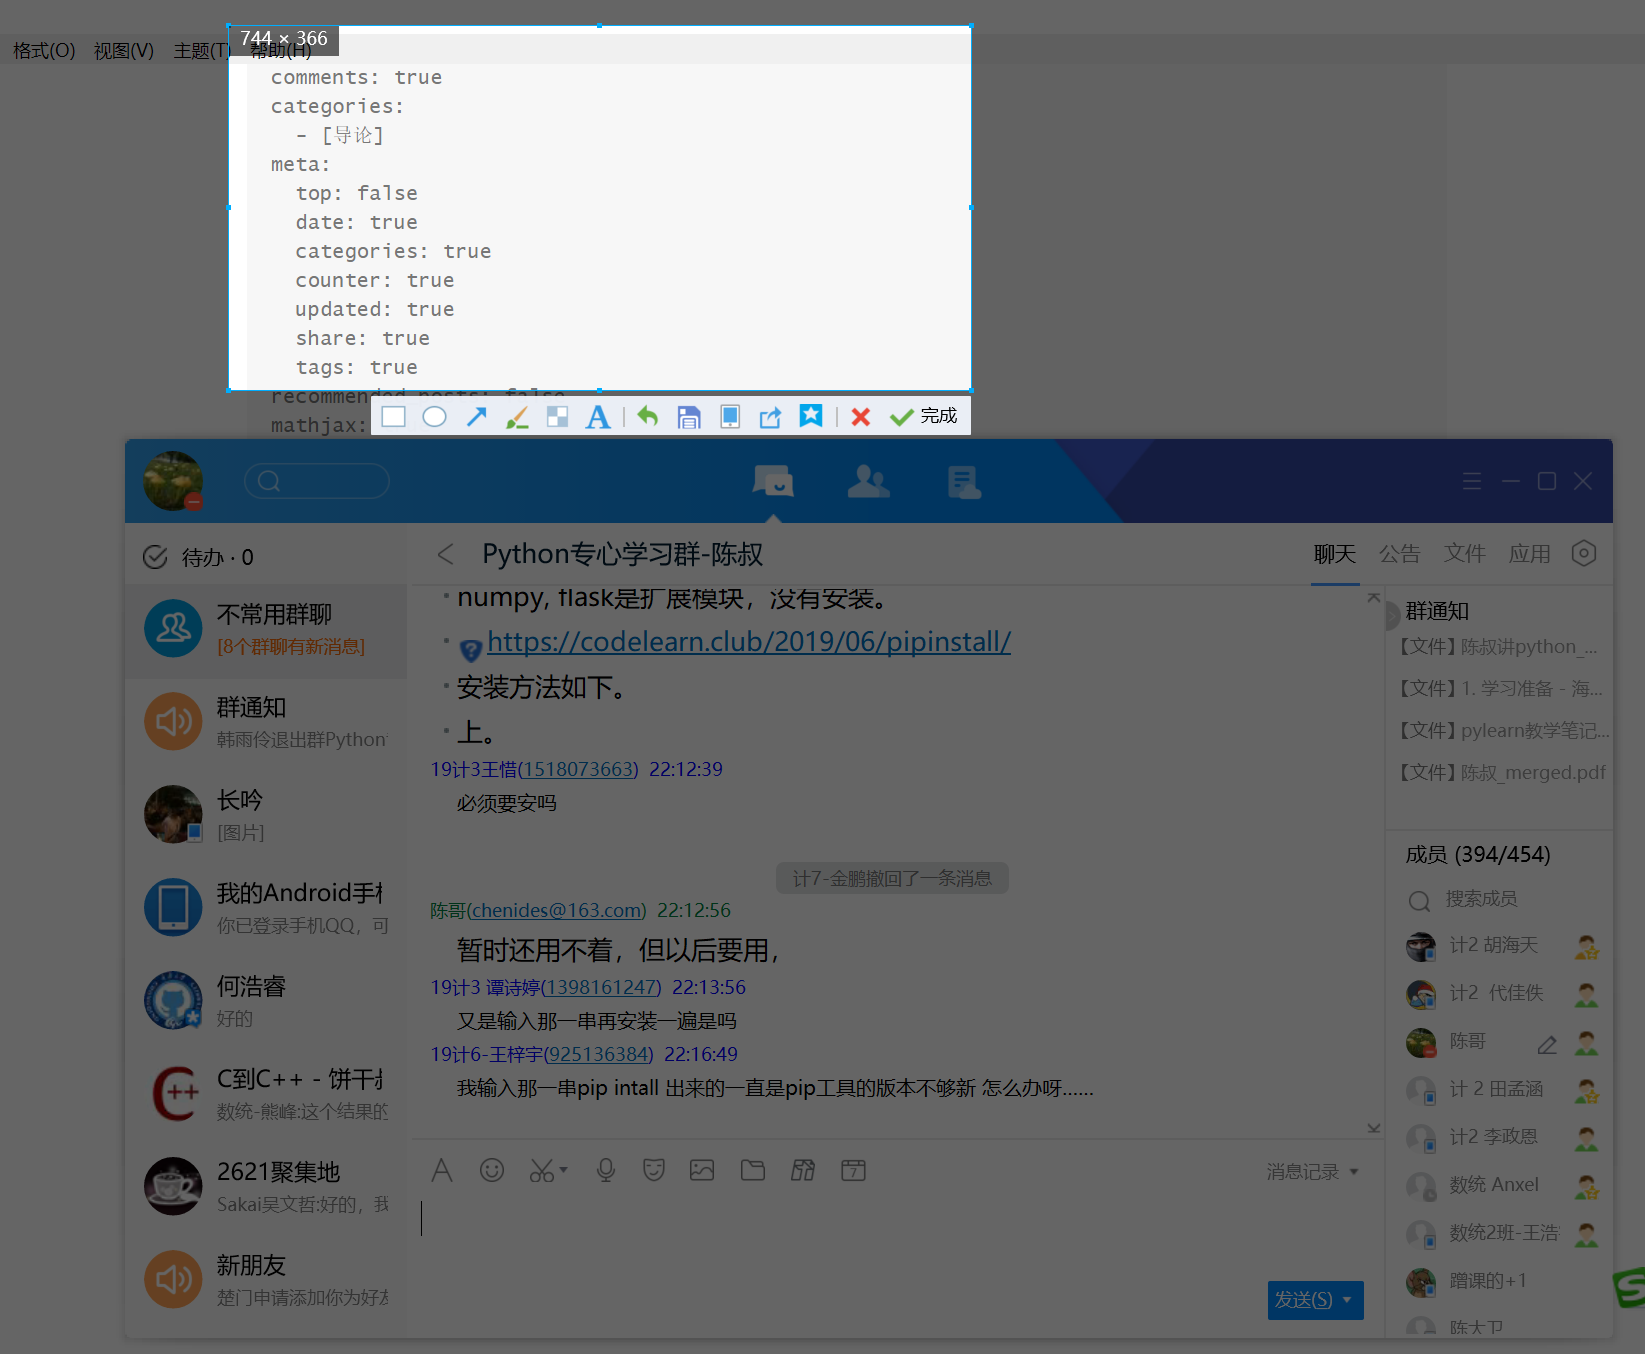 744 × 366
格式(O) 视图(V) 主题(T) 帮助(H)
comments: true
categories:
- [导论]
meta:
top: false
date: true
categories: true
counter: true
updated: true
share: true
tags: true
recommended_posts: false
mathjax:
完成
待办 · 0
不常用群聊
[8个群聊有新消息]
群通知
韩雨伶退出群Python
长吟
[图片]
我的Android手机
你已登录手机QQ，可
何浩睿
好的
C到C++ - 饼干
数统-熊峰:这个结果的
2621聚集地
Sakai吴文哲:好的，我
新朋友
楚门申请添加你为好友
Python专心学习群-陈叔
聊天 公告 文件 应用
numpy, flask是扩展模块，没有安装。
https://codelearn.club/2019/06/pipinstall/
安装方法如下。
上。
19计3王惜(1518073663) 22:12:39
必须要安吗
计7-金鹏撤回了一条消息
陈哥(chenides@163.com) 22:12:56
暂时还用不着，但以后要用，
19计3 谭诗婷(1398161247) 22:13:56
又是输入那一串再安装一遍是吗
19计6-王梓宇(925136384) 22:16:49
我输入那一串pip intall 出来的一直是pip工具的版本不够新 怎么办呀......
消息记录
发送(S)
群通知
【文件】陈叔讲python_...
【文件】1. 学习准备 - 海...
【文件】pylearn教学笔记...
【文件】陈叔_merged.pdf
成员 (394/454)
搜索成员
计2 胡海天
计2 代佳佚
陈哥
计 2 田孟涵
计2 李政恩
数统 Anxel
数统2班-王浩
蹭课的+1
陈大卫